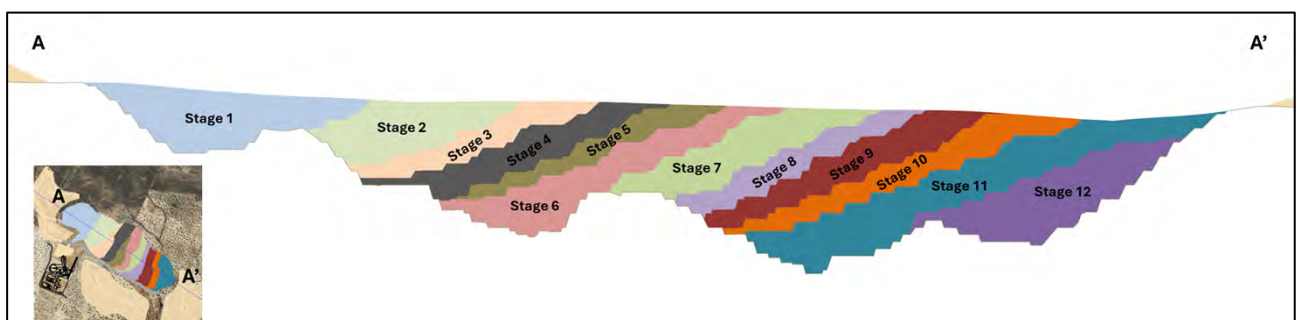 A
A'
Stage 1
Stage 2
Stage 3
Stage 4
Stage 5
Stage 6
Stage 7
Stage 8
Stage 9
Stage 10
Stage 11
Stage 12
A
A'